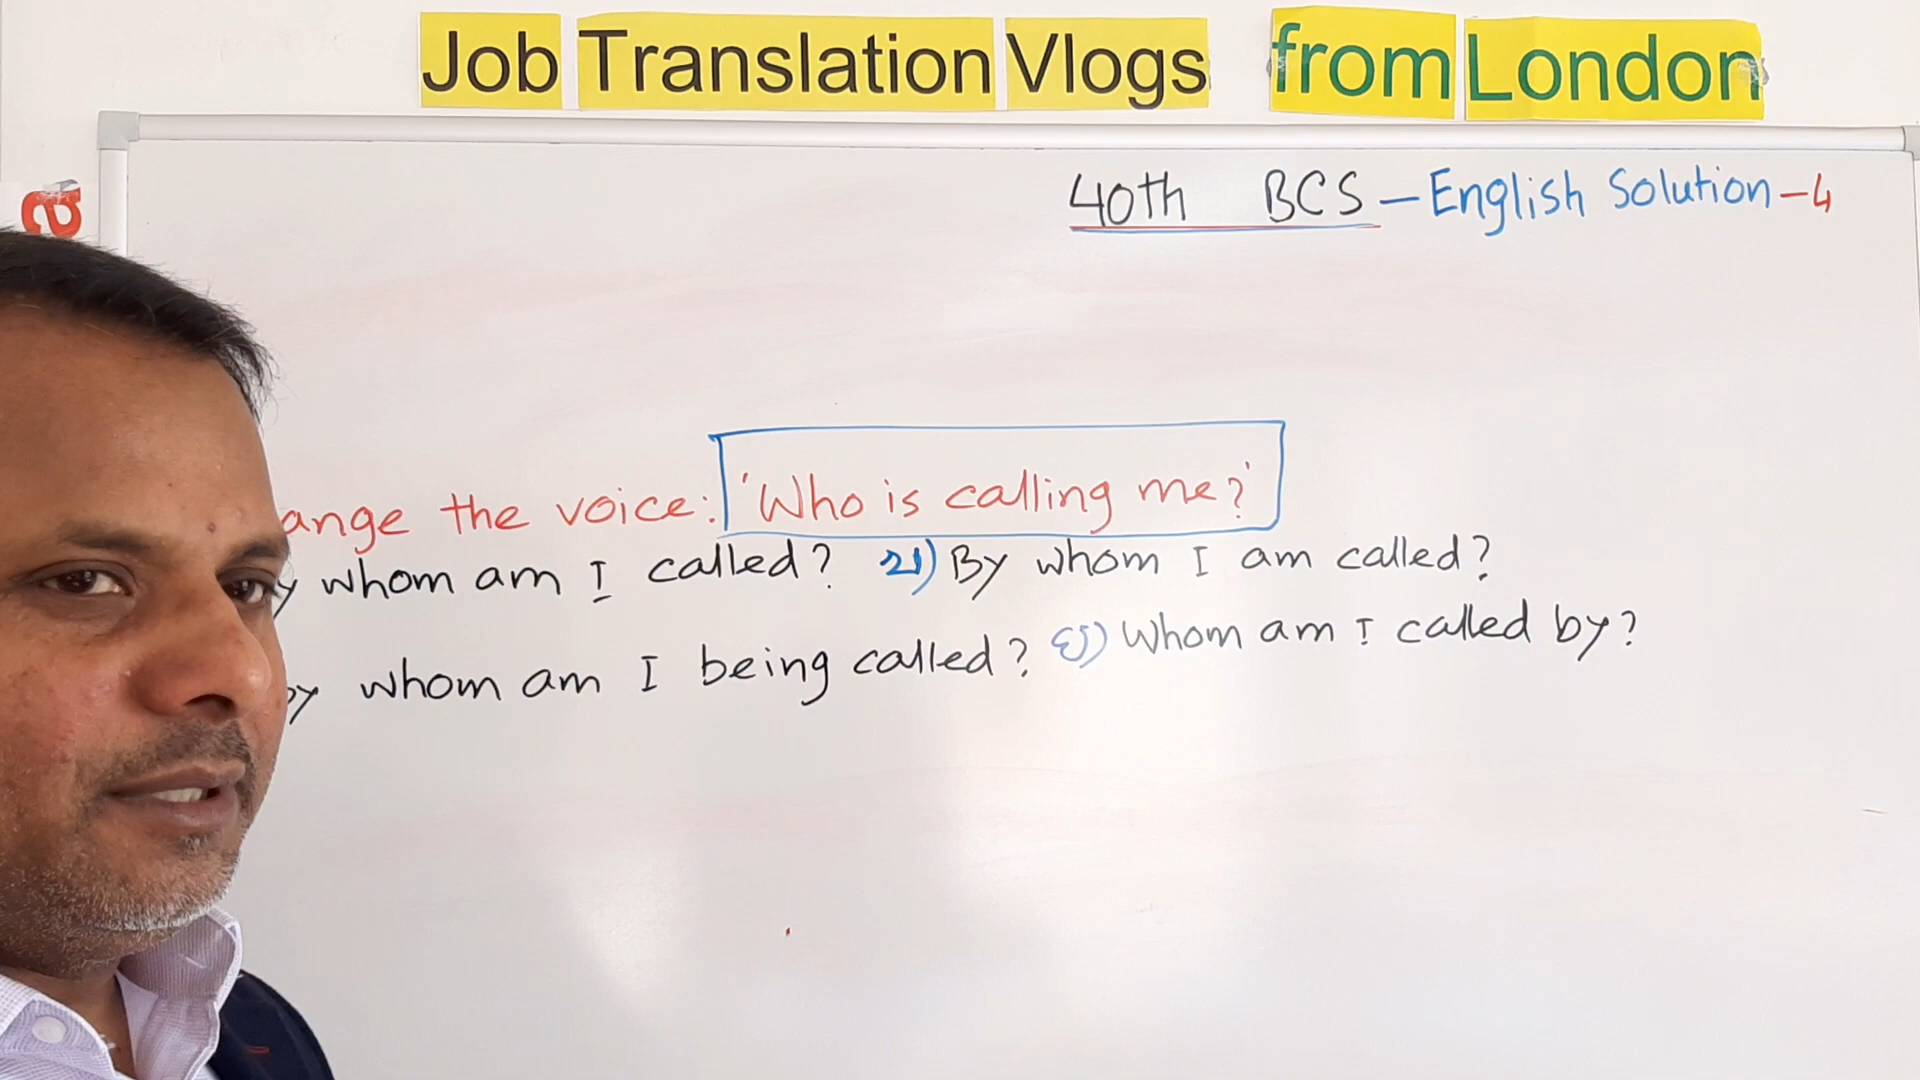 Job Translation Vlogs from London
a
40th BCS – English Solution – 4
ange the voice: 'Who is calling me?'
y whom am I called? খ) By whom I am called?
by whom am I being called? ঘ) Whom am I called by?